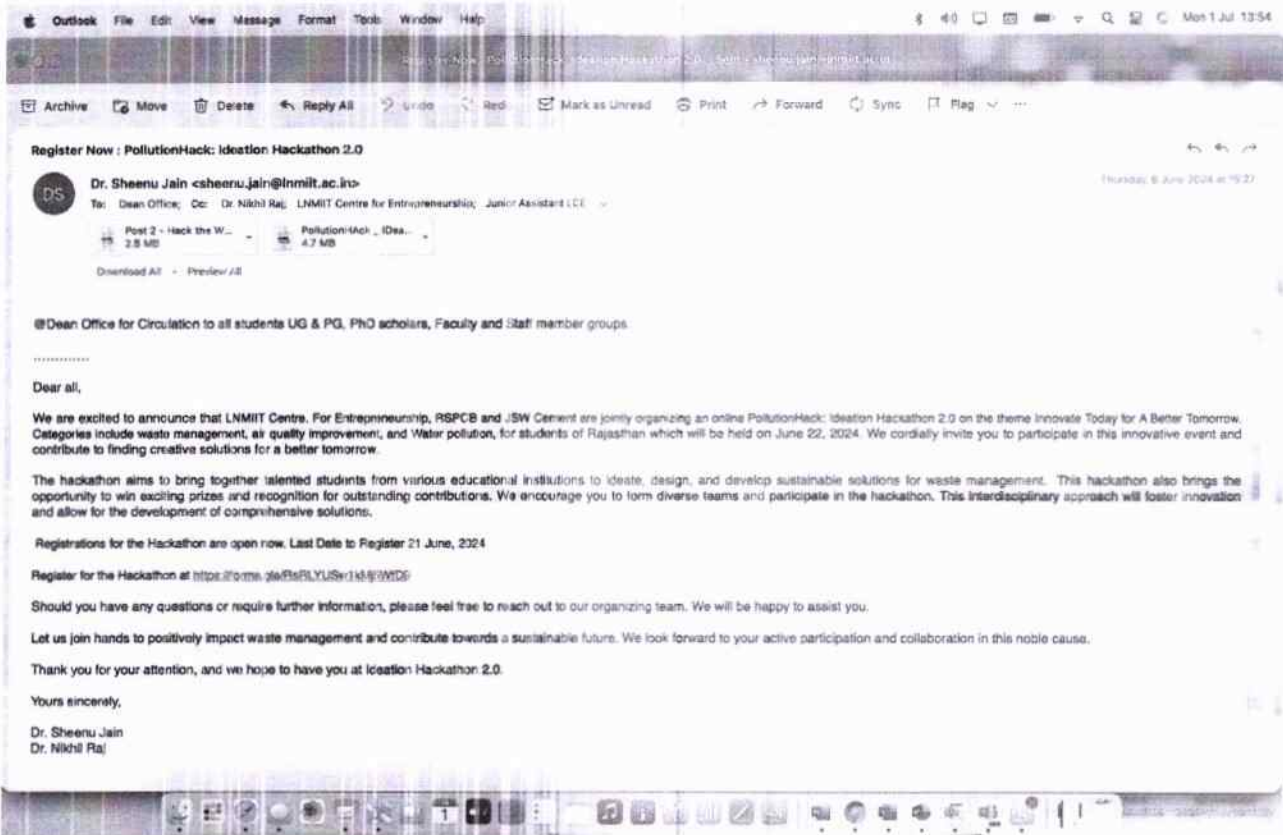 Outlook File Edit View Message Format Tools Window Help
Mon 1 Jul 13:54
Archive Move Delete Reply All Undo Mark as Unread Print Forward Sync Flag
Register Now : PollutionHack: Ideation Hackathon 2.0
Thursday, 6 June 2024 at
DS
Dr. Sheenu Jain <sheenu.jain@lnmiit.ac.in>
To: Dean Office; Cc: Dr. Nikhil Raj; LNMIIT Centre for Entrepreneurship; Junior Assistant LCE
Post 2 - Hack the W...
2.8 MB
PollutionHAck _ IDea...
4.7 MB
Download All • Preview All
@Dean Office for Circulation to all students UG & PG, PhD scholars, Faculty and Staff member groups
.............
Dear all,
We are excited to announce that LNMIIT Centre. For Entrepreneurship, RSPCB and JSW Cement are jointly organizing an online PollutionHack: Ideation Hackathon 2.0 on the theme Innovate Today for A Better Tomorrow.
Categories include waste management, air quality improvement, and Water pollution, for students of Rajasthan which will be held on June 22, 2024. We cordially invite you to participate in this innovative event and
contribute to finding creative solutions for a better tomorrow.
The hackathon aims to bring together talented students from various educational institutions to ideate, design, and develop sustainable solutions for waste management. This hackathon also brings the
opportunity to win exciting prizes and recognition for outstanding contributions. We encourage you to form diverse teams and participate in the hackathon. This interdisciplinary approach will foster innovation
and allow for the development of comprehensive solutions.
Registrations for the Hackathon are open now. Last Date to Register 21 June, 2024
Register for the Hackathon at
Should you have any questions or require further information, please feel free to reach out to our organizing team. We will be happy to assist you.
Let us join hands to positively impact waste management and contribute towards a sustainable future. We look forward to your active participation and collaboration in this noble cause.
Thank you for your attention, and we hope to have you at Ideation Hackathon 2.0.
Yours sincerely,
Dr. Sheenu Jain
Dr. Nikhil Raj